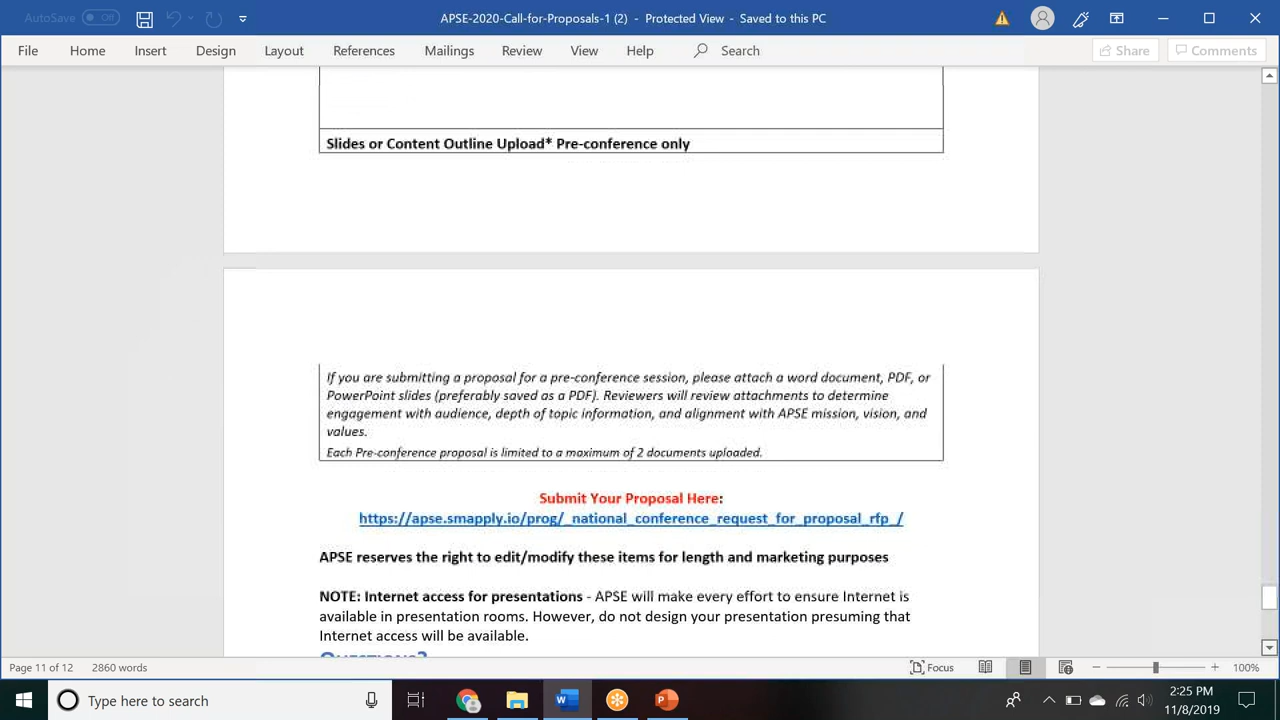 AutoSave Off
APSE-2020-Call-for-Proposals-1 (2) - Protected View - Saved to this PC
File Home Insert Design Layout References Mailings Review View Help Search Share Comments
Slides or Content Outline Upload* Pre-conference only
If you are submitting a proposal for a pre-conference session, please attach a word document, PDF, or
PowerPoint slides (preferably saved as a PDF). Reviewers will review attachments to determine
engagement with audience, depth of topic information, and alignment with APSE mission, vision, and
values.
Each Pre-conference proposal is limited to a maximum of 2 documents uploaded.
Submit Your Proposal Here:
https://apse.smapply.io/prog/_national_conference_request_for_proposal_rfp_/
APSE reserves the right to edit/modify these items for length and marketing purposes
NOTE: Internet access for presentations - APSE will make every effort to ensure Internet is
available in presentation rooms. However, do not design your presentation presuming that
Internet access will be available.
QUESTIONS?
Page 11 of 12 2860 words Focus 100%
Type here to search
2:25 PM
11/8/2019